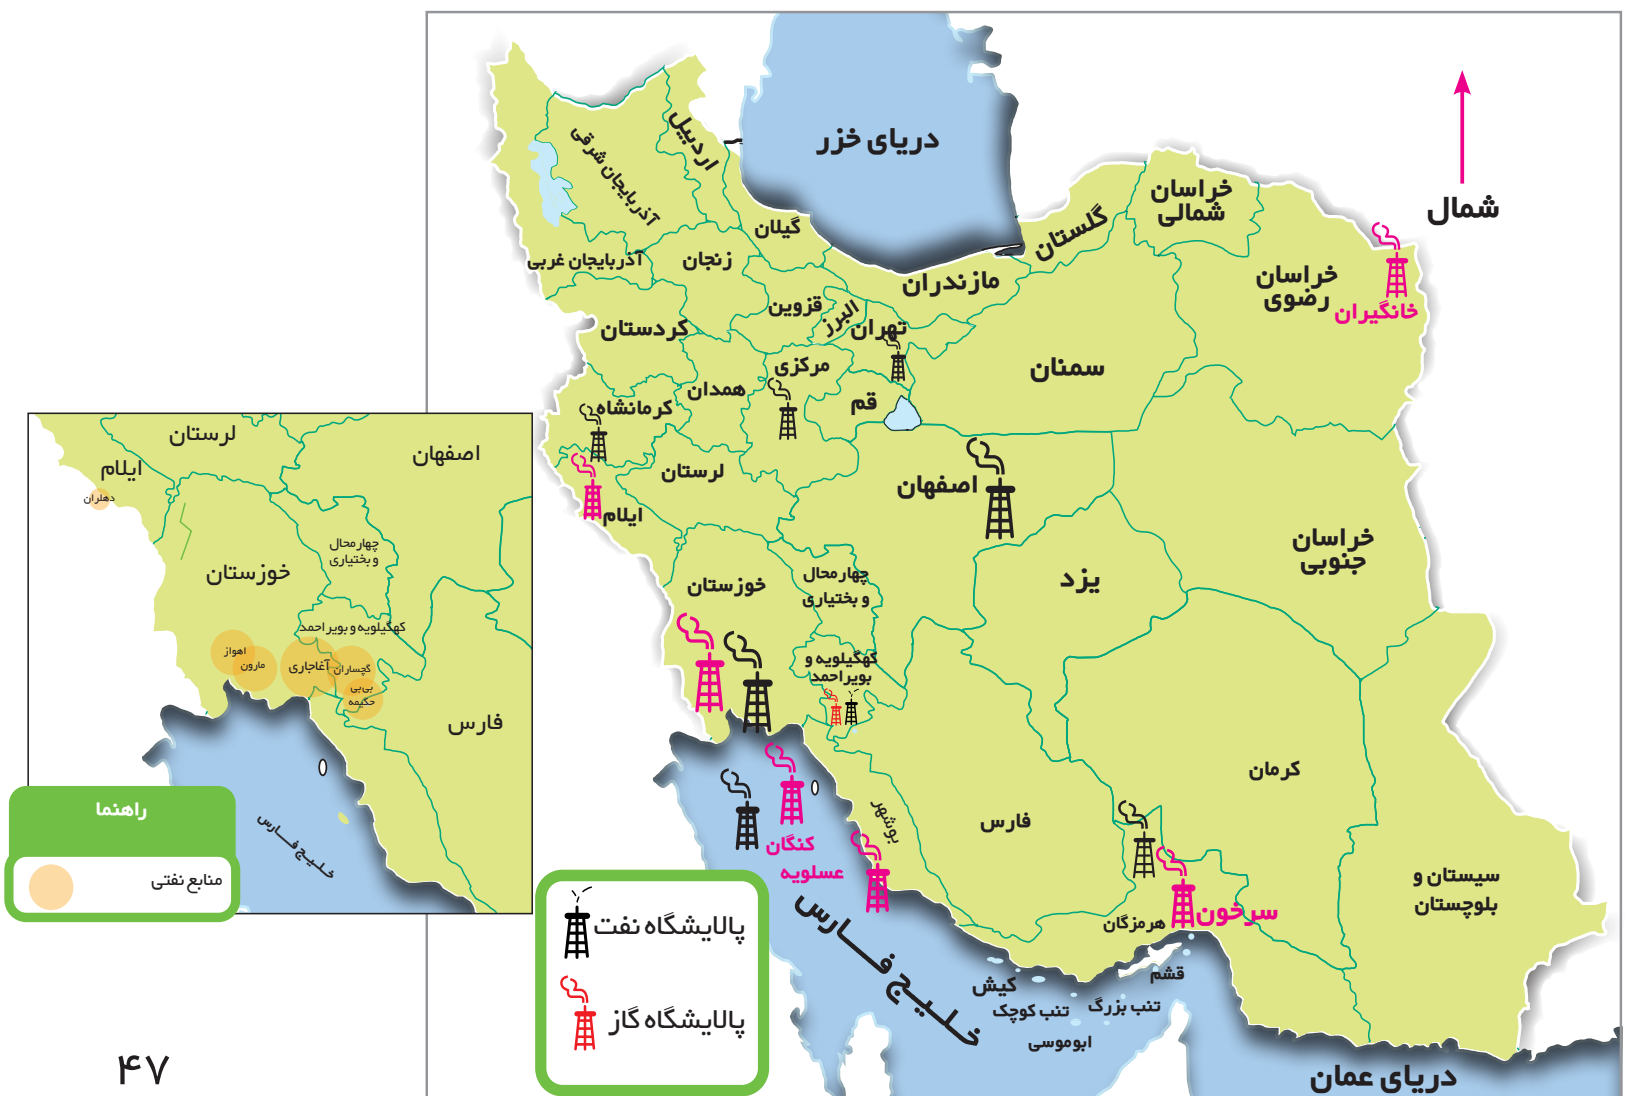 دریای خزر
شمال
اردبیل
آذربایجان شرقی
آذربایجان غربی
گیلان
زنجان
قزوین
البرز
تهران
مازندران
گلستان
خراسان
شمالی
خراسان
رضوی
خانگیران
کردستان
همدان
مرکزی
قم
سمنان
کرمانشاه
لرستان
ایلام
اصفهان
خراسان
جنوبی
یزد
خوزستان
چهارمحال
و بختیاری
کهگیلویه و
بویراحمد
بوشهر
فارس
کرمان
سیستان و
بلوچستان
هرمزگان
سرخون
کنگان
عسلویه
خلیج فارس
کیش
قشم
تنب کوچک
تنب بزرگ
ابوموسی
دریای عمان
پالایشگاه نفت
پالایشگاه گاز
لرستان
اصفهان
ایلام
دهلران
چهارمحال
و بختیاری
خوزستان
کهگیلویه و بویراحمد
اهواز
مارون
آغاجاری
گچساران
بی‌بی
حکیمه
فارس
خلیج فارس
راهنما
منابع نفتی
۴۷